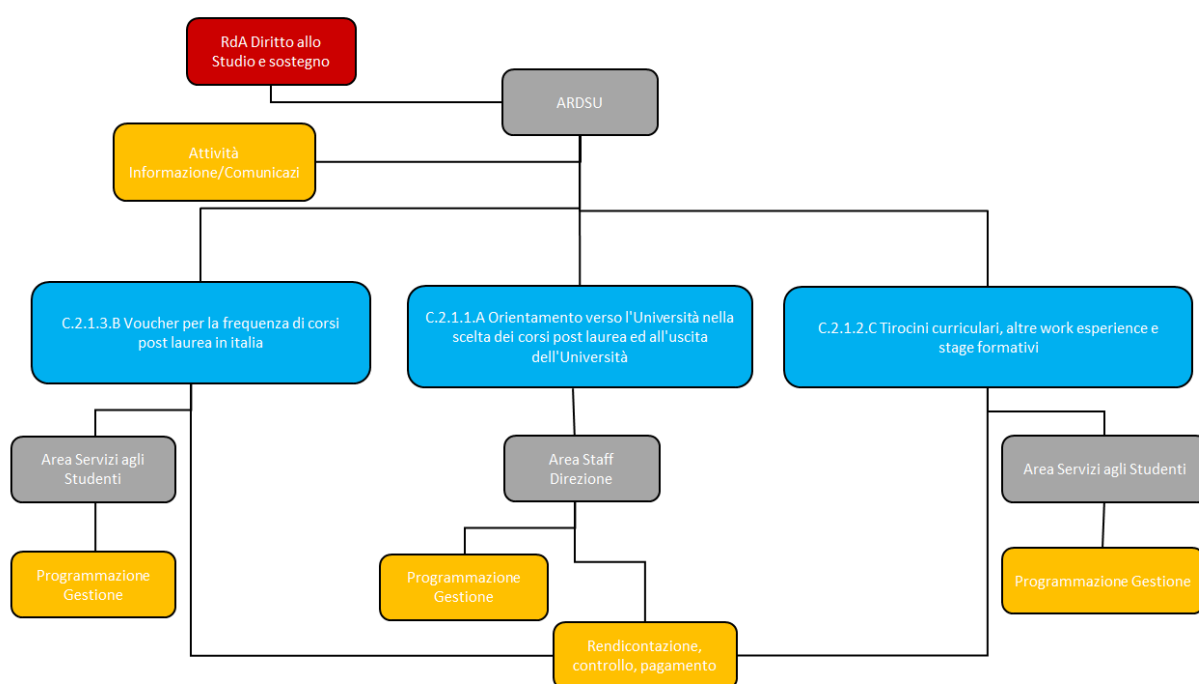 RdA Diritto allo
Studio e sostegno
ARDSU
Attività
Informazione/Comunicazi
C.2.1.3.B Voucher per la frequenza di corsi
post laurea in italia
C.2.1.1.A Orientamento verso l'Università nella
scelta dei corsi post laurea ed all'uscita
dell'Università
C.2.1.2.C Tirocini curriculari, altre work esperience e
stage formativi
Area Servizi agli
Studenti
Area Staff
Direzione
Area Servizi agli Studenti
Programmazione
Gestione
Programmazione
Gestione
Programmazione Gestione
Rendicontazione,
controllo, pagamento